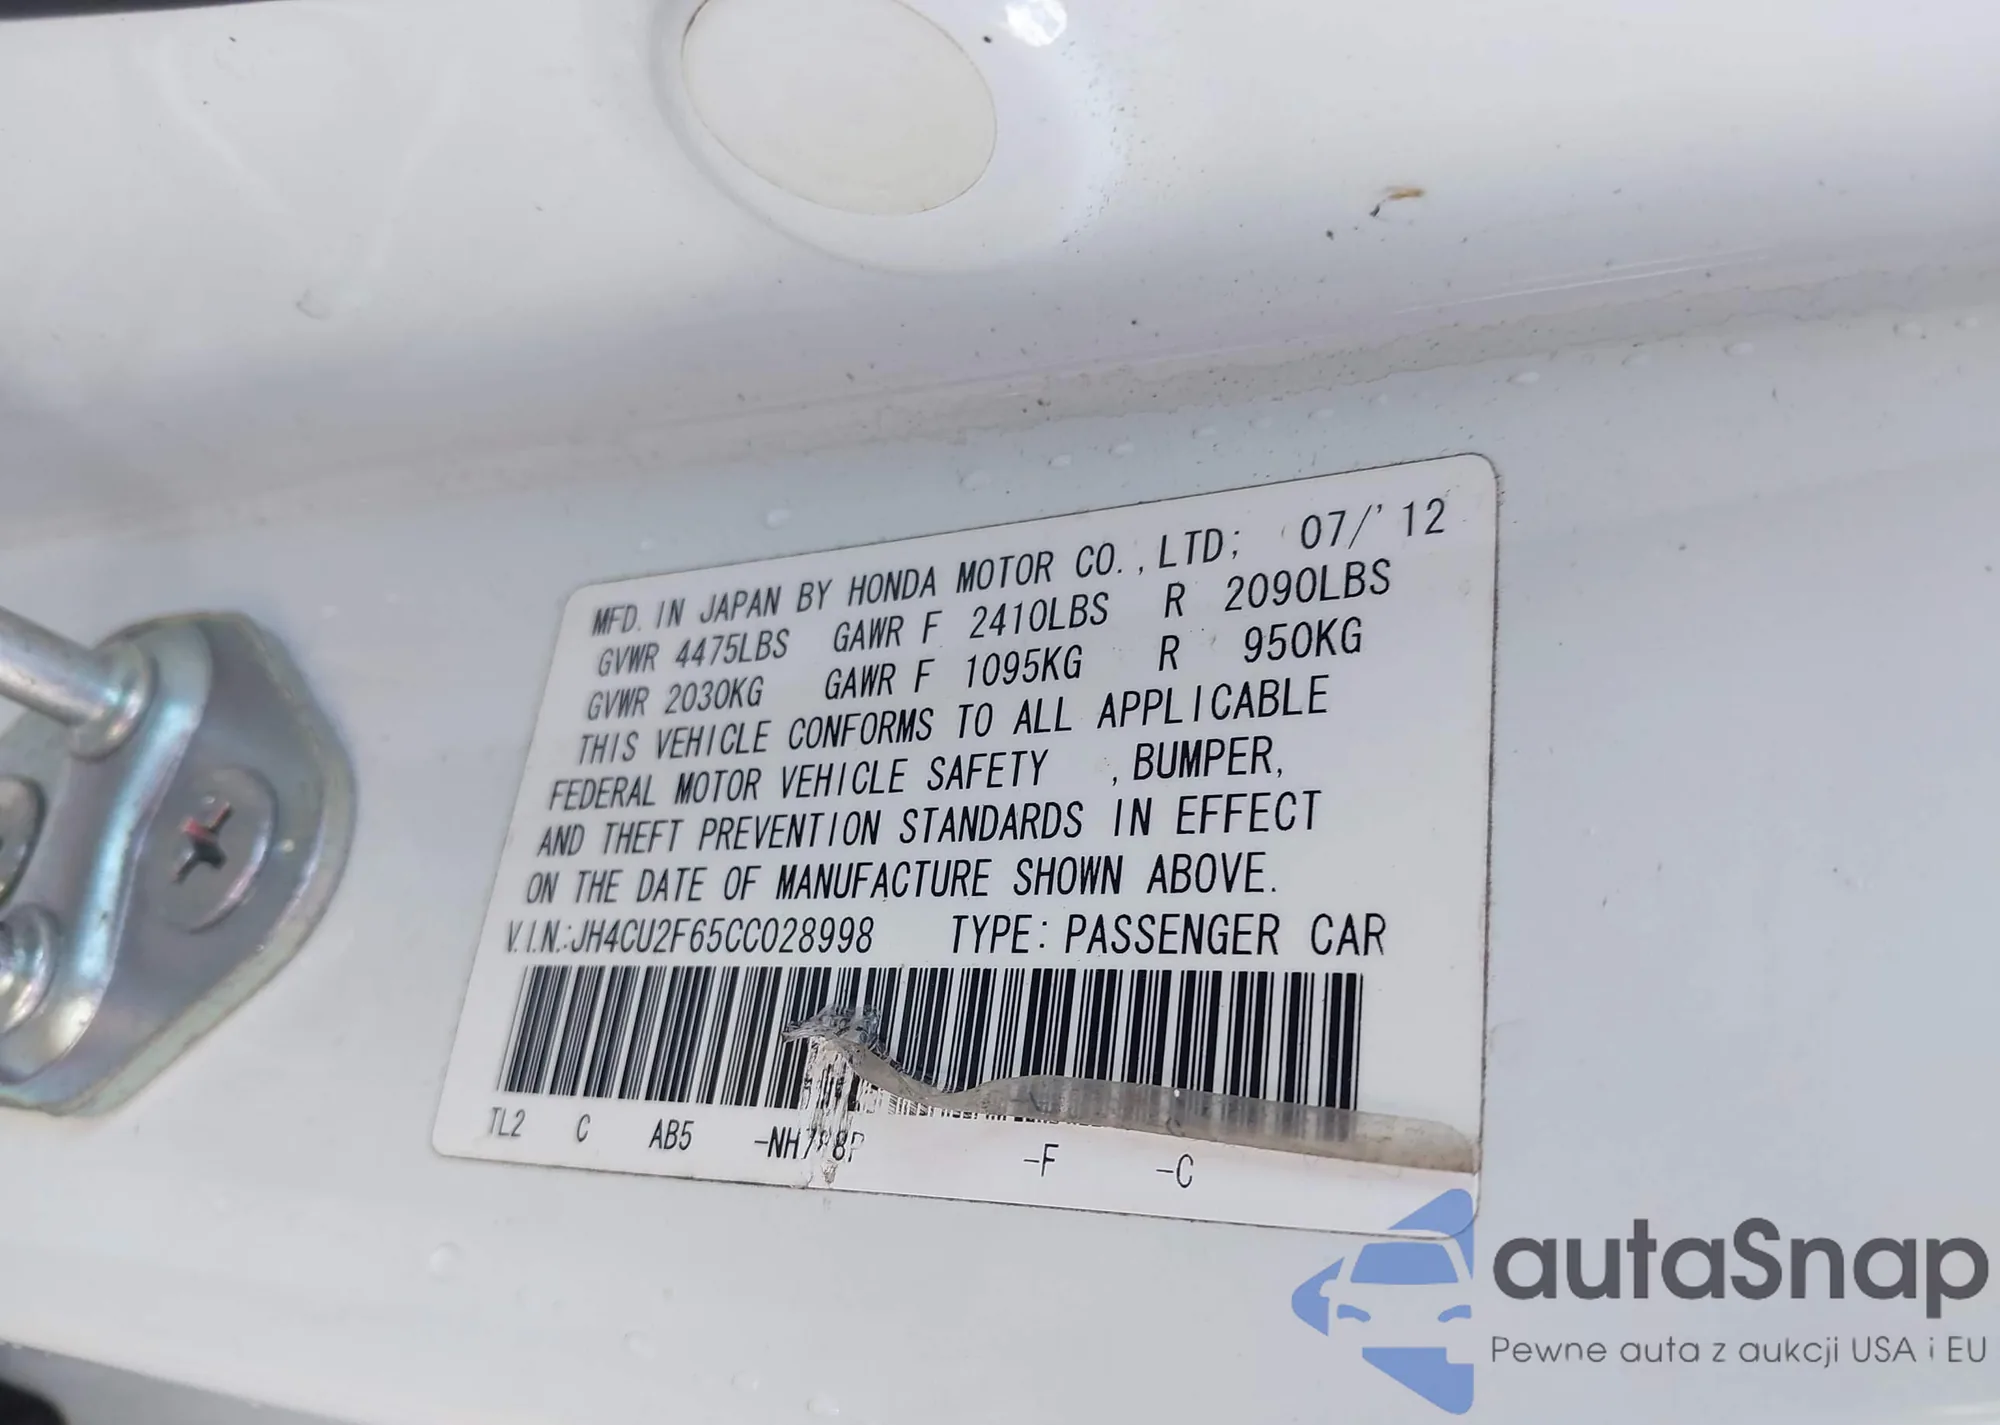 MFD. IN JAPAN BY HONDA MOTOR CO., LTD; 07/'12
GVWR 4475LBS GAWR F 2410LBS R 2090LBS
GVWR 2030KG GAWR F 1095KG R 950KG
THIS VEHICLE CONFORMS TO ALL APPLICABLE
FEDERAL MOTOR VEHICLE SAFETY , BUMPER,
AND THEFT PREVENTION STANDARDS IN EFFECT
ON THE DATE OF MANUFACTURE SHOWN ABOVE.
V.I.N.:JH4CU2F65CC028998 TYPE: PASSENGER CAR
TL2 C AB5 -F -C
autaSnap
Pewne auta z aukcji USA i EU